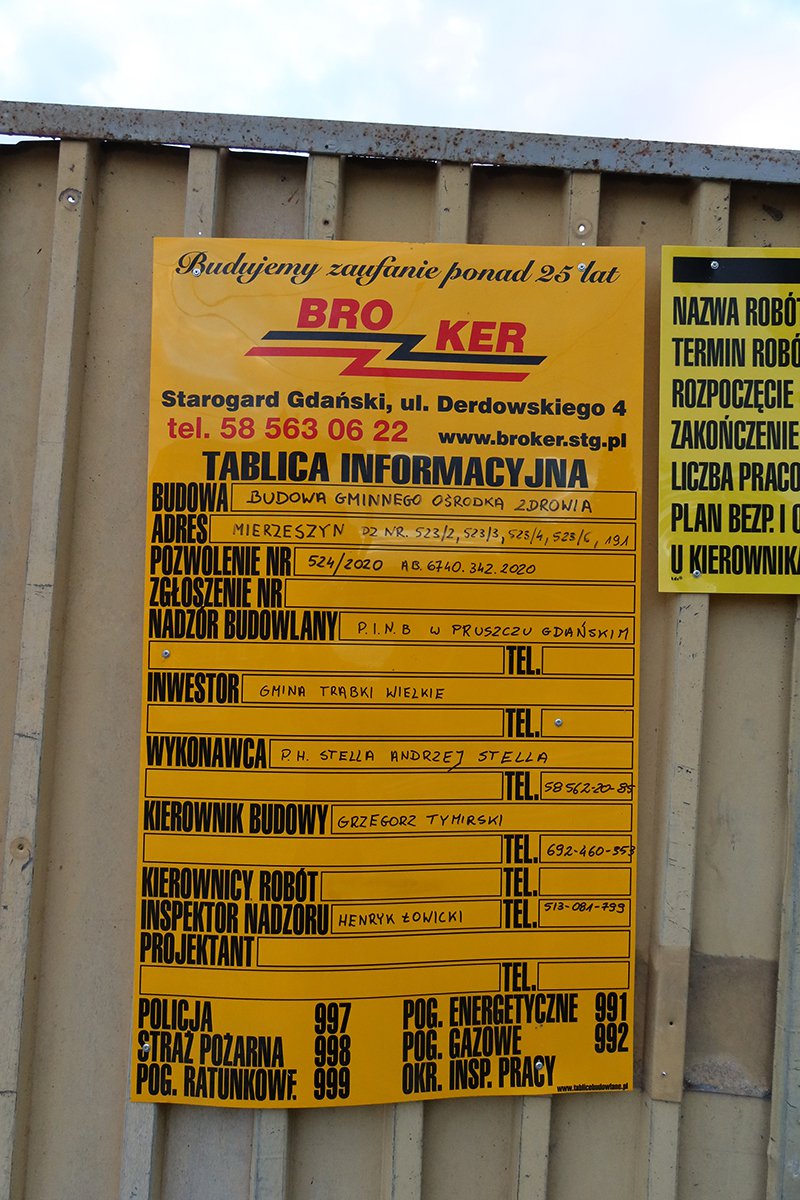 Budujemy zaufanie ponad 25 lat
BRO KER
Starogard Gdański, ul. Derdowskiego 4
tel. 58 563 06 22 www.broker.stg.pl
TABLICA INFORMACYJNA
BUDOWA BUDOWA GMINNEGO OŚRODKA ZDROWIA
ADRES MIERZESZYN DZ NR. 523/2, 523/3, 523/4, 523/6, 191
POZWOLENIE NR 524/2020 AB.6740.342.2020
ZGŁOSZENIE NR
NADZÓR BUDOWLANY P.I.N.B W PRUSZCZU GDAŃSKIM
TEL.
INWESTOR GMINA TRĄBKI WIELKIE
TEL.
WYKONAWCA P.H. STELLA ANDRZEJ STELLA
TEL. 58 562-20-85
KIEROWNIK BUDOWY GRZEGORZ TYMIRSKI
TEL. 692-460-353
KIEROWNICY ROBÓT TEL.
INSPEKTOR NADZORU HENRYK ŁOWICKI TEL. 513-081-799
PROJEKTANT
TEL.
POLICJA 997 POG. ENERGETYCZNE 991
STRAŻ POŻARNA 998 POG. GAZOWE 992
POG. RATUNKOWE 999 OKR. INSP. PRACY
www.tablicebudowlane.pl
NAZWA ROBÓT
TERMIN ROBÓ
ROZPOCZĘCIE
ZAKOŃCZENIE
LICZBA PRACO
PLAN BEZP. I O
U KIEROWNIKA